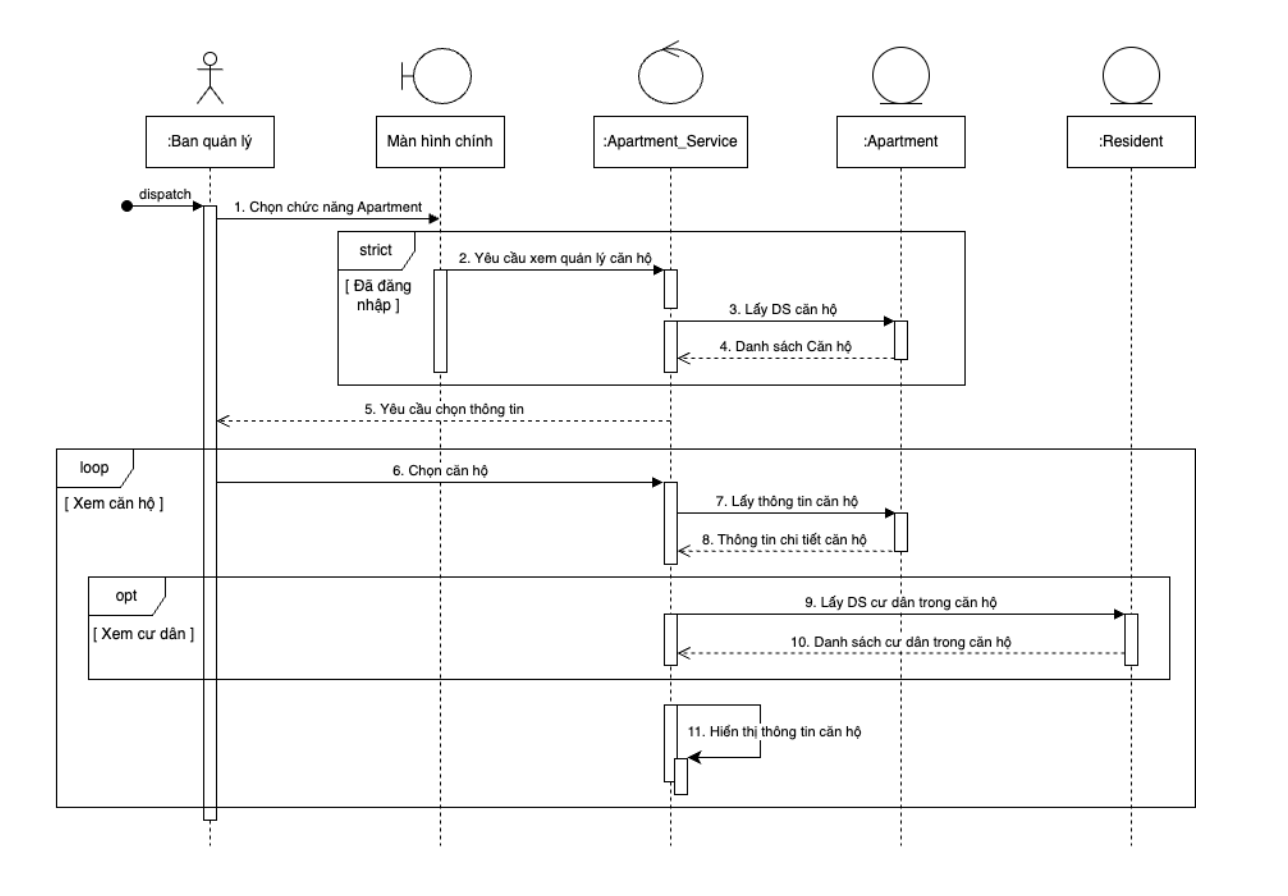 :Ban quản lý
Màn hình chính
:Apartment_Service
:Apartment
:Resident
dispatch
1. Chọn chức năng Apartment
strict
[ Đã đăng
nhập ]
2. Yêu cầu xem quản lý căn hộ
3. Lấy DS căn hộ
4. Danh sách Căn hộ
5. Yêu cầu chọn thông tin
loop
[ Xem căn hộ ]
6. Chọn căn hộ
7. Lấy thông tin căn hộ
8. Thông tin chi tiết căn hộ
opt
[ Xem cư dân ]
9. Lấy DS cư dân trong căn hộ
10. Danh sách cư dân trong căn hộ
11. Hiển thị thông tin căn hộ